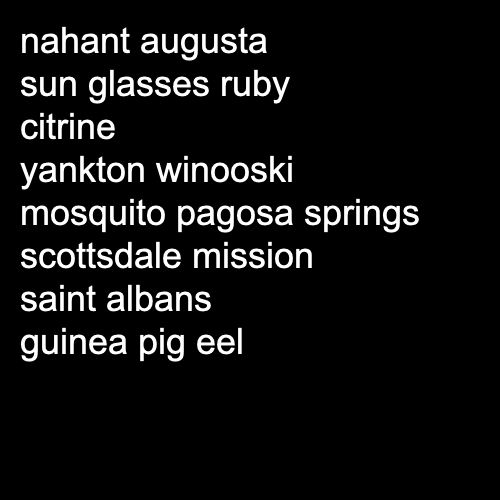 nahant augusta
sun glasses ruby
citrine
yankton winooski
mosquito pagosa springs
scottsdale mission
saint albans
guinea pig eel